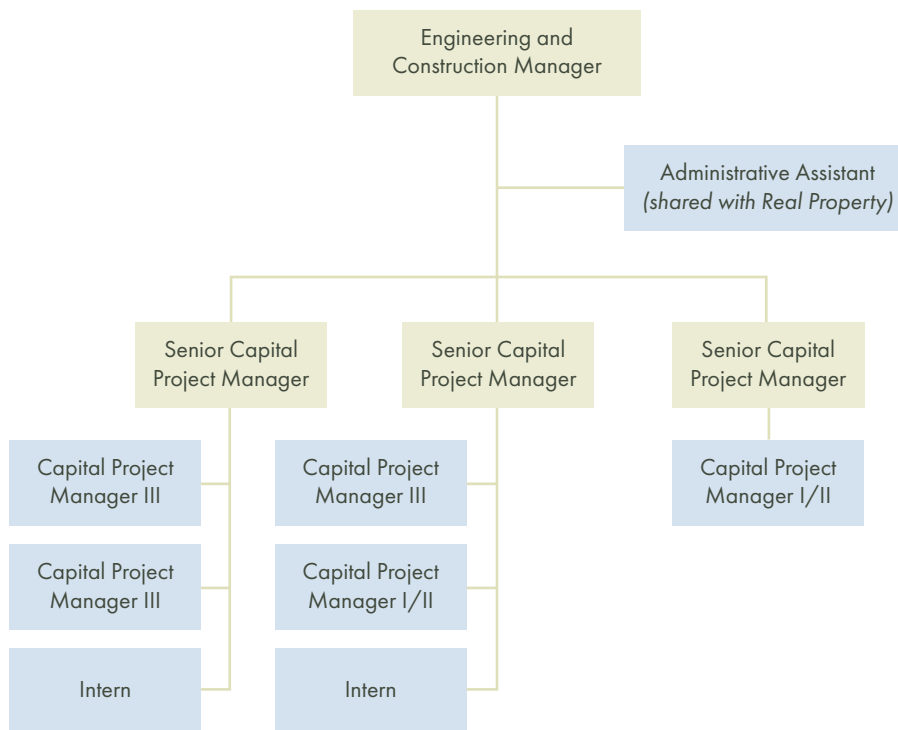 Engineering and
Construction Manager
Administrative Assistant
(shared with Real Property)
Senior Capital
Project Manager
Senior Capital
Project Manager
Senior Capital
Project Manager
Capital Project
Manager III
Capital Project
Manager III
Capital Project
Manager I/II
Capital Project
Manager III
Capital Project
Manager I/II
Intern
Intern